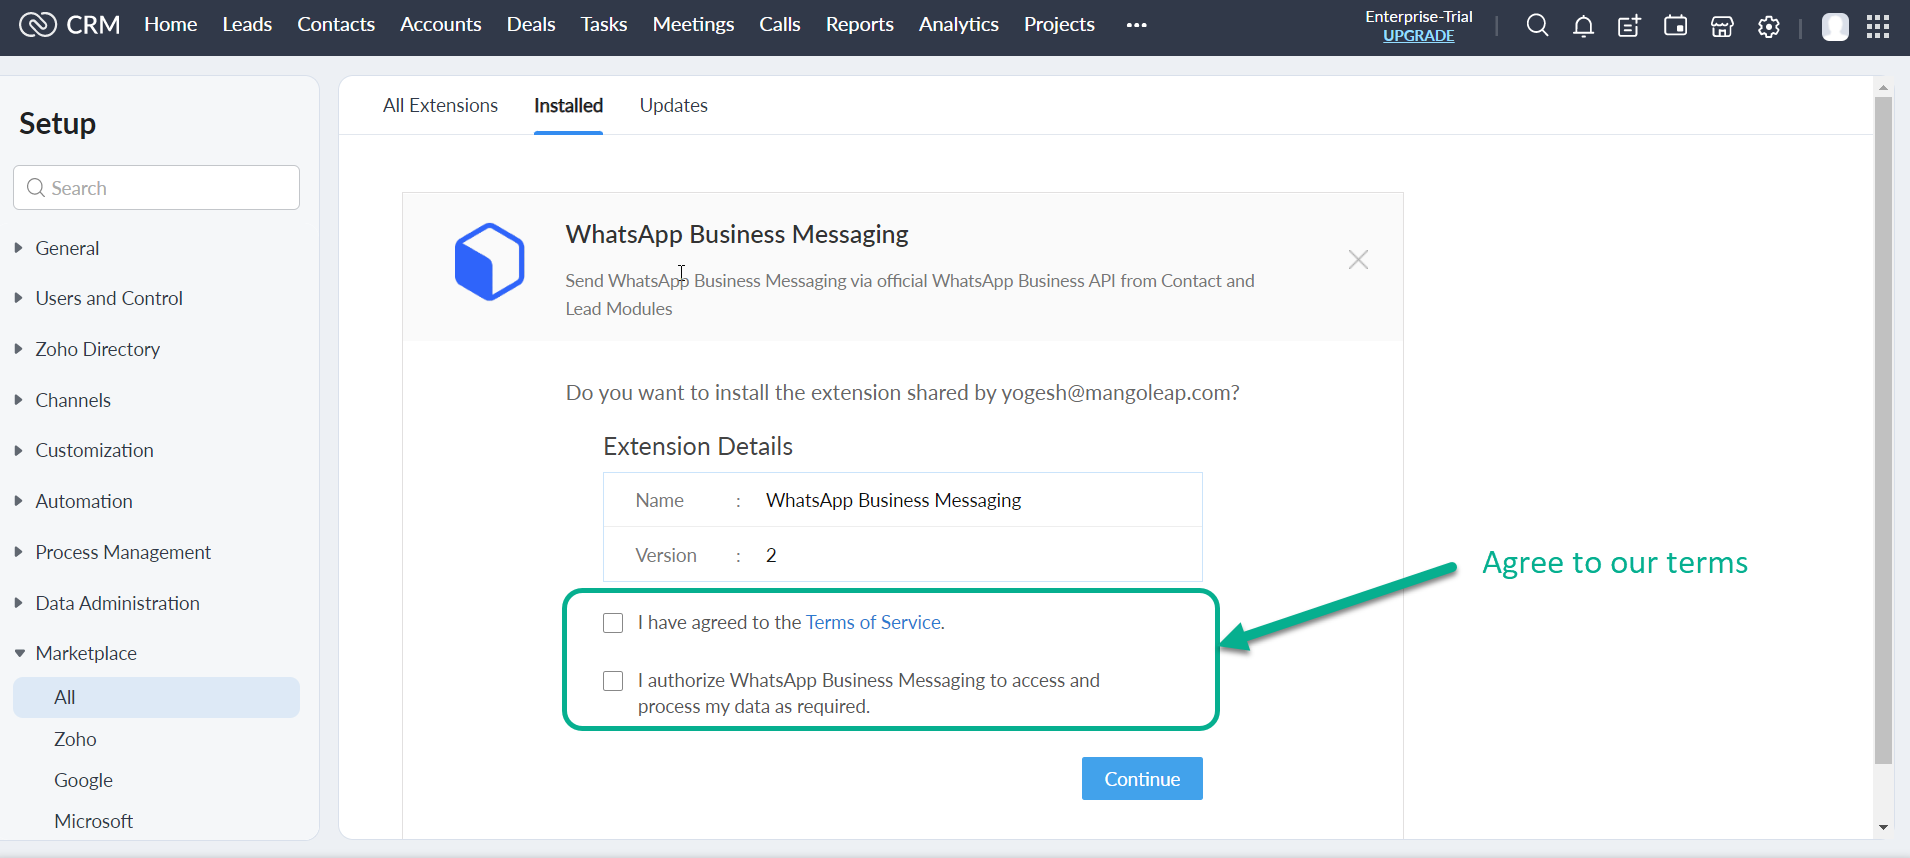 CRM
Home Leads Contacts Accounts Deals Tasks Meetings Calls Reports Analytics Projects ...
Enterprise-Trial
UPGRADE
Setup
Search
General
Users and Control
Zoho Directory
Channels
Customization
Automation
Process Management
Data Administration
Marketplace
All
Zoho
Google
Microsoft
All Extensions Installed Updates
WhatsApp Business Messaging
Send WhatsApp Business Messaging via official WhatsApp Business API from Contact and
Lead Modules
Do you want to install the extension shared by yogesh@mangoleap.com?
Extension Details
Name : WhatsApp Business Messaging
Version : 2
I have agreed to the Terms of Service.
I authorize WhatsApp Business Messaging to access and
process my data as required.
Continue
Agree to our terms